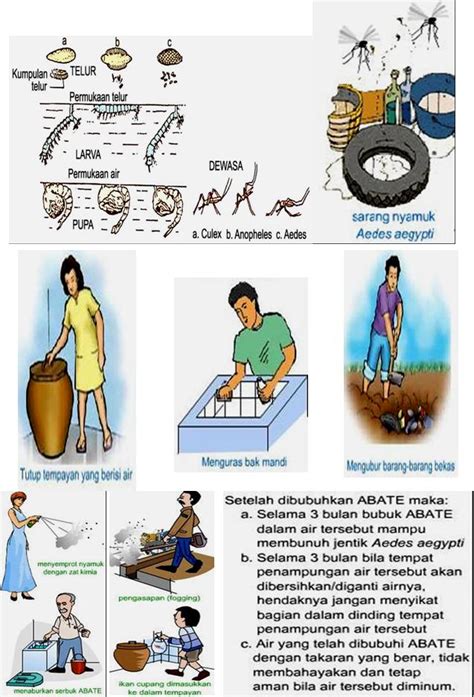 a b c
Kumpulan telur
TELUR
Permukaan telur
LARVA
Permukaan air
PUPA
DEWASA
a. Culex b. Anopheles c. Aedes
sarang nyamuk
Aedes aegypti
Tutup tempayan yang berisi air
Menguras bak mandi
Mengubur barang-barang bekas
menyemprot nyamuk
dengan zat kimia
pengasapan (fogging)
menaburkan serbuk ABATE
ikan cupang dimasukkan
ke dalam tempayan
Setelah dibubuhkan ABATE maka:
a. Selama 3 bulan bubuk ABATE
dalam air tersebut mampu
membunuh jentik Aedes aegypti
b. Selama 3 bulan bila tempat
penampungan air tersebut akan
dibersihkan/diganti airnya,
hendaknya jangan menyikat
bagian dalam dinding tempat
penampungan air tersebut
c. Air yang telah dibubuhi ABATE
dengan takaran yang benar, tidak
membahayakan dan tetap
aman bila air tersebut diminum.